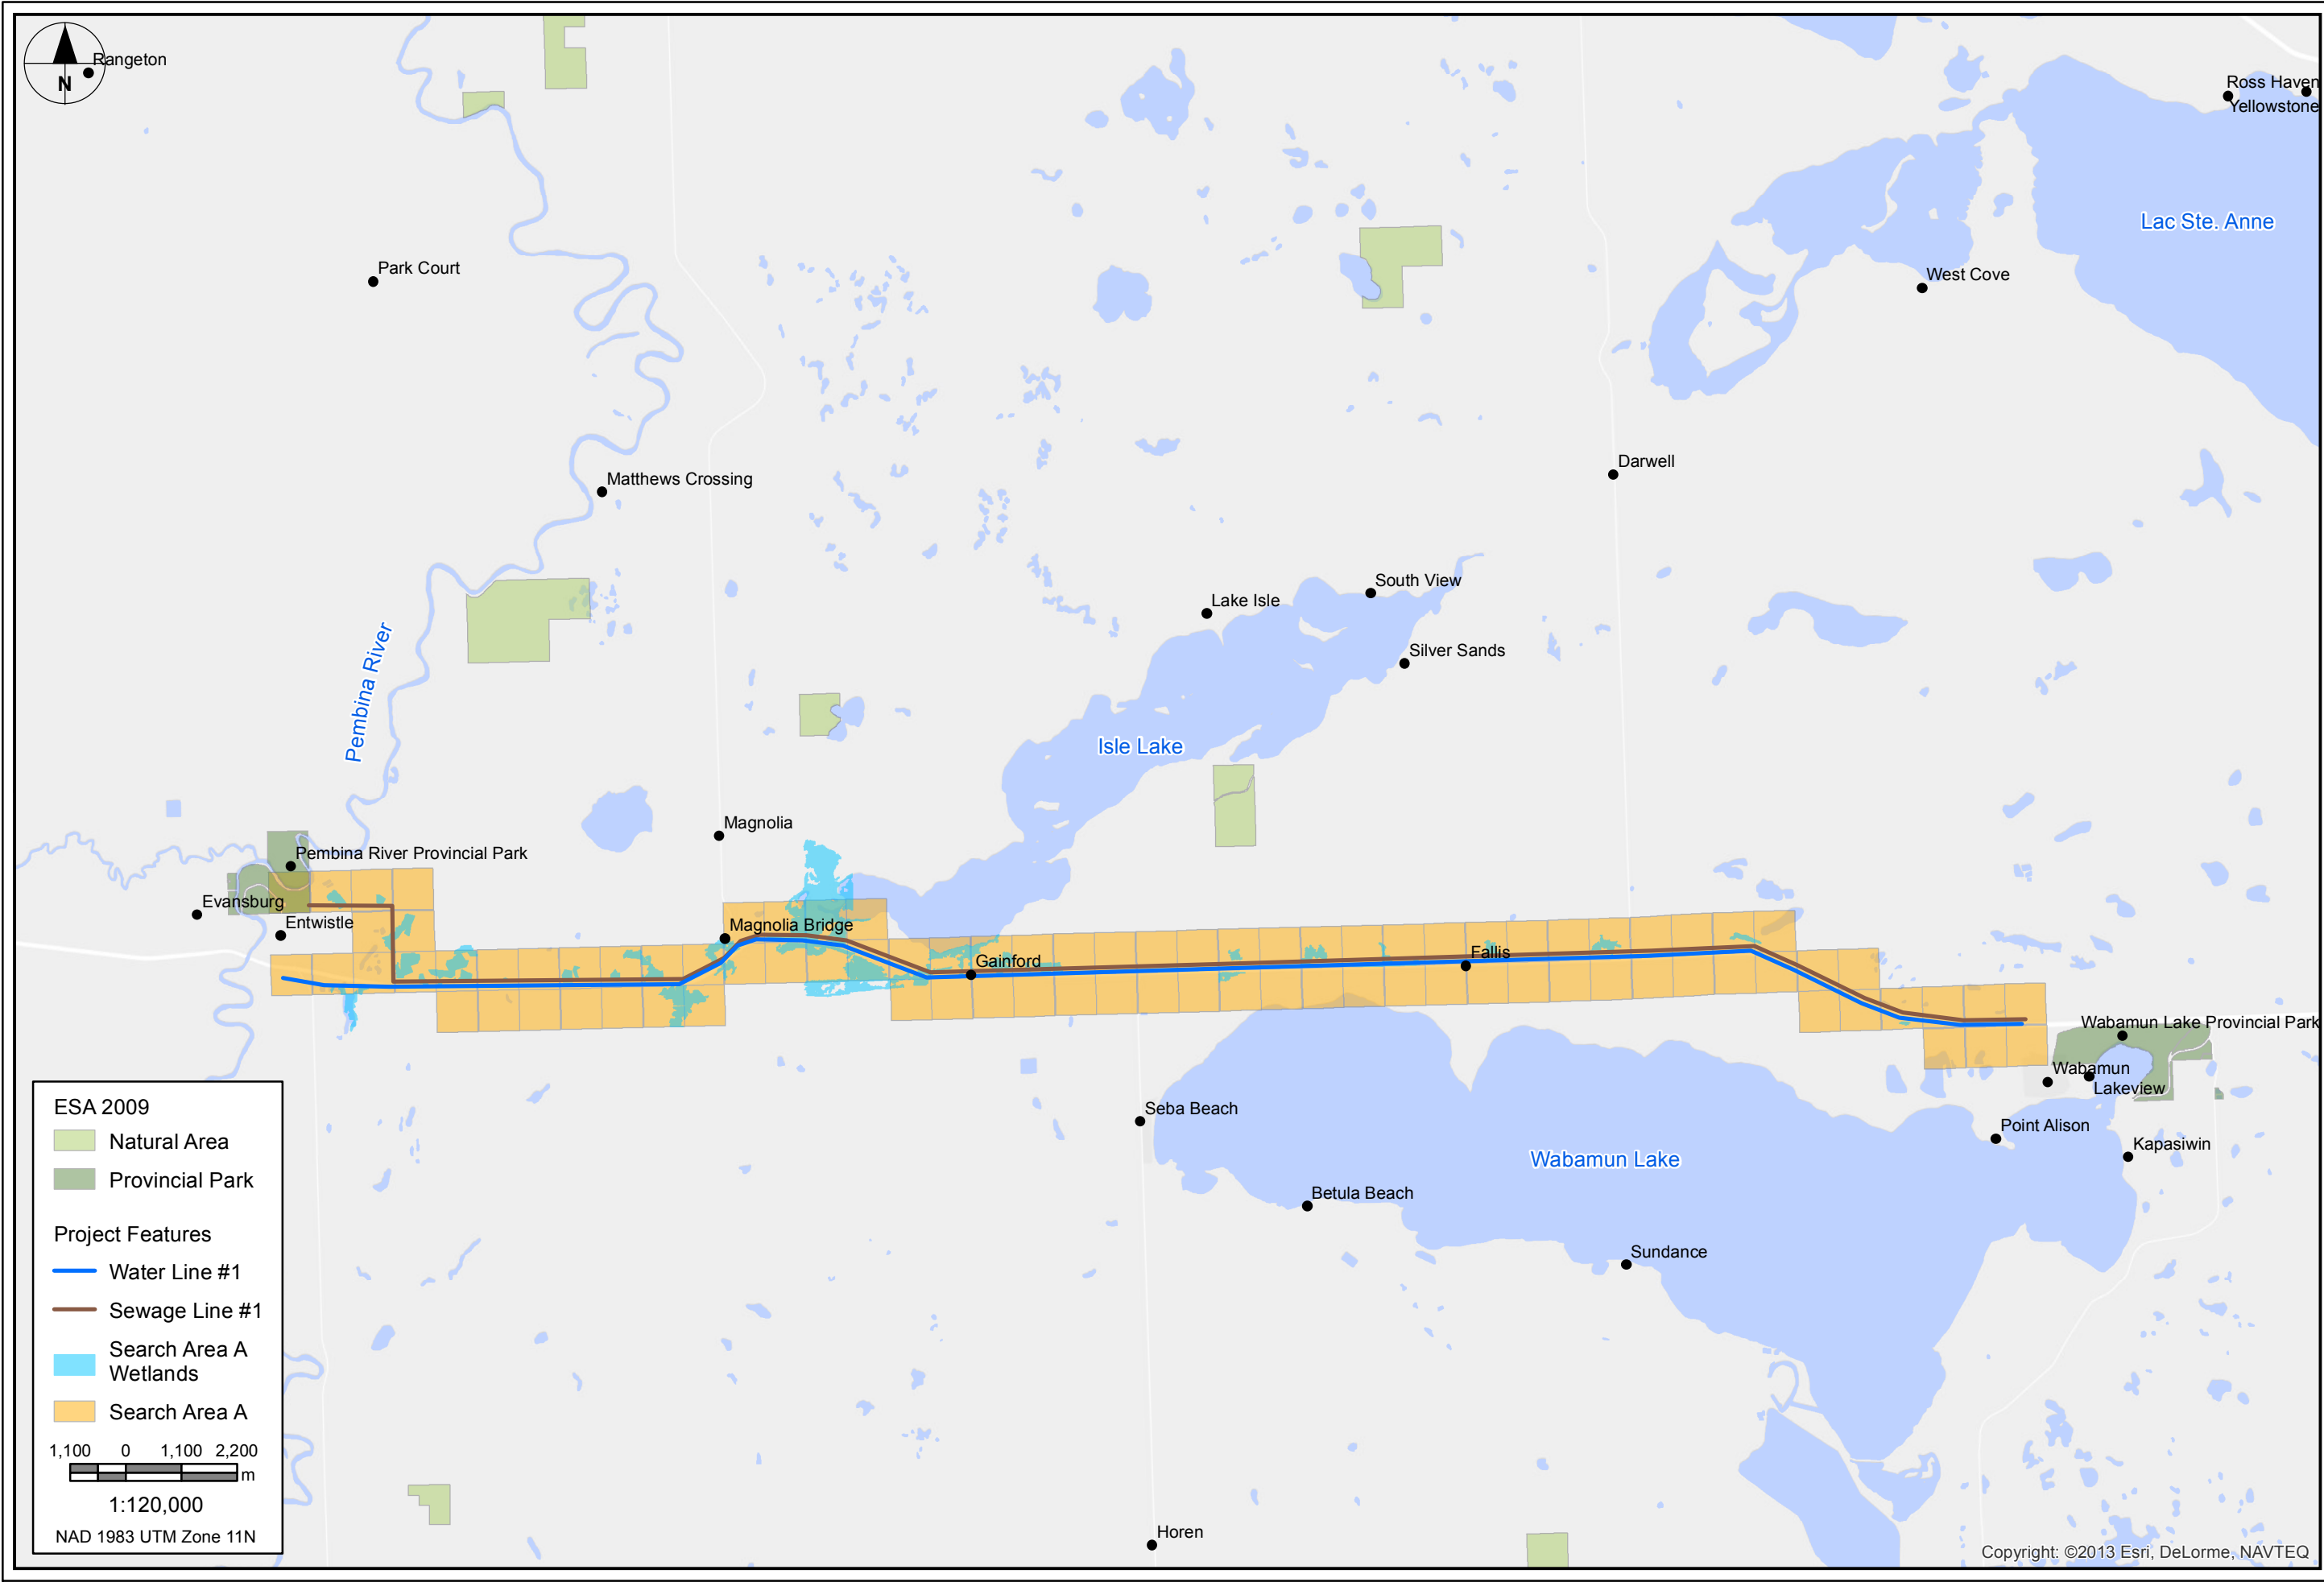 Rangeton
N
Ross Haven
Yellowstone
Lac Ste. Anne
Park Court
West Cove
Darwell
Matthews Crossing
South View
Lake Isle
Silver Sands
Pembina River
Isle Lake
Magnolia
Pembina River Provincial Park
Evansburg
Entwistle
Magnolia Bridge
Gainford
Fallis
Wabamun Lake Provincial Park
Wabamun
Lakeview
Seba Beach
Point Alison
Kapasiwin
Wabamun Lake
Betula Beach
Sundance
Horen
ESA 2009
Natural Area
Provincial Park
Project Features
Water Line #1
Sewage Line #1
Search Area A
Wetlands
Search Area A
1,100 0 1,100 2,200
m
1:120,000
NAD 1983 UTM Zone 11N
Copyright: ©2013 Esri, DeLorme, NAVTEQ